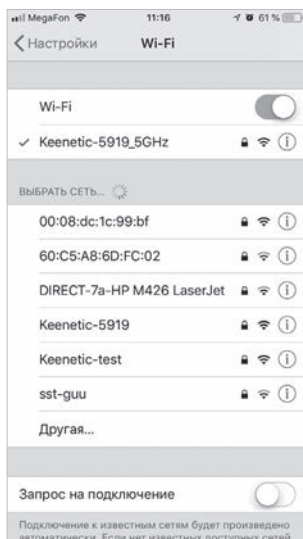 MegaFon 11:16 61 %
Настройки Wi-Fi
Wi-Fi
Keenetic-5919_5GHz
ВЫБРАТЬ СЕТЬ...
00:08:dc:1c:99:bf
60:C5:A8:6D:FC:02
DIRECT-7a-HP M426 LaserJet
Keenetic-5919
Keenetic-test
sst-guu
Другая...
Запрос на подключение
Подключение к известным сетям будет произведено
автоматически. Если нет известных доступных сетей,